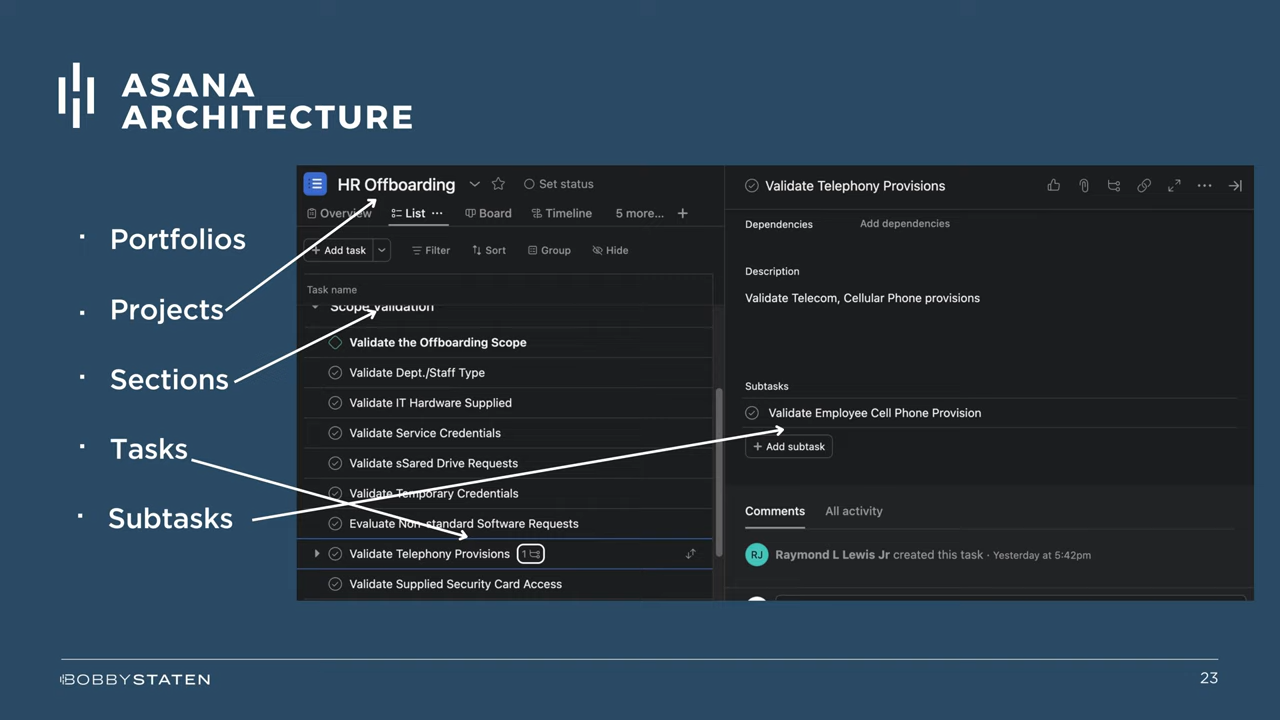 ASANA
ARCHITECTURE
· Portfolios
· Projects
· Sections
· Tasks
· Subtasks
HR Offboarding
Set status
Overview
List
Board
Timeline
5 more...
+
+ Add task
Filter
Sort
Group
Hide
Task name
Scope Validation
Validate the Offboarding Scope
Validate Dept./Staff Type
Validate IT Hardware Supplied
Validate Service Credentials
Validate sSared Drive Requests
Validate Temporary Credentials
Evaluate Non-standard Software Requests
Validate Telephony Provisions 1
Validate Supplied Security Card Access
Validate Telephony Provisions
Dependencies Add dependencies
Description
Validate Telecom, Cellular Phone provisions
Subtasks
Validate Employee Cell Phone Provision
+ Add subtask
Comments All activity
RJ Raymond L Lewis Jr created this task · Yesterday at 5:42pm
BOBBYSTATEN
23